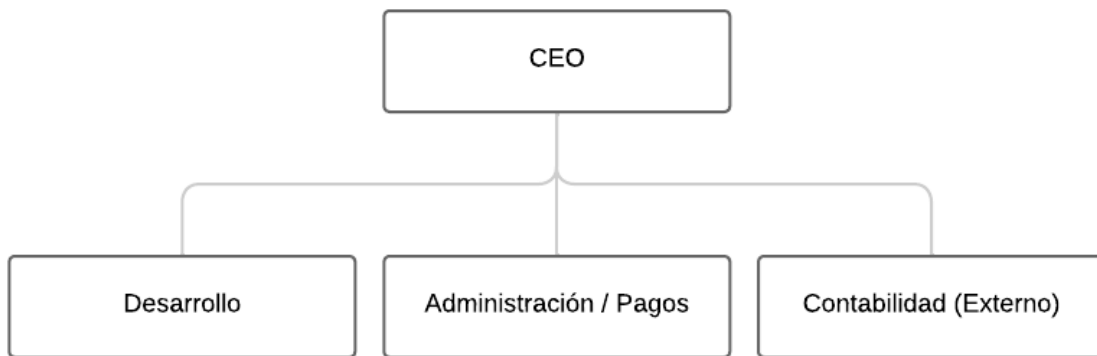 CEO
Desarrollo
Administración / Pagos
Contabilidad (Externo)